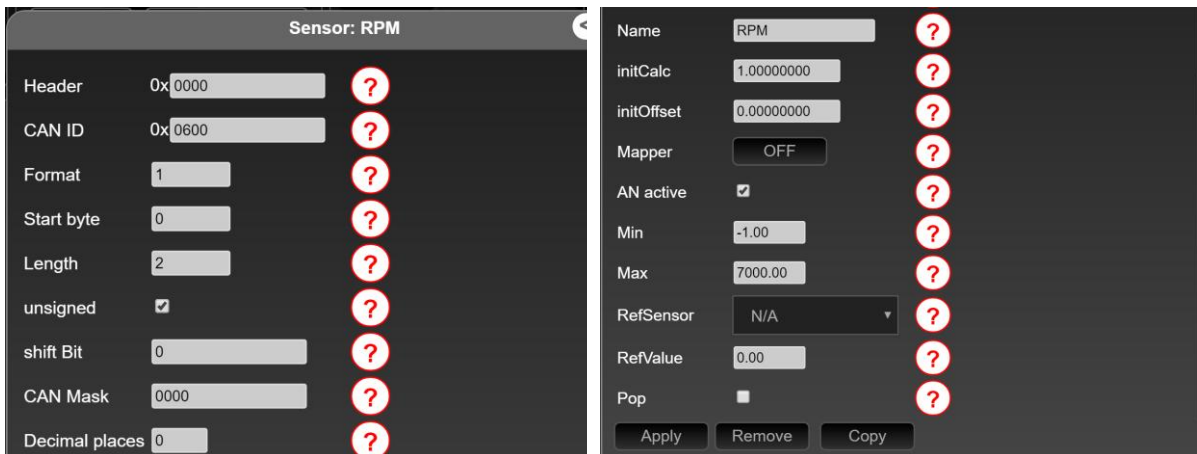 Sensor: RPM
<
Header 0x 0000 ?
CAN ID 0x 0600 ?
Format 1 ?
Start byte 0 ?
Length 2 ?
unsigned ?
shift Bit 0 ?
CAN Mask 0000 ?
Decimal places 0 ?
Name RPM ?
initCalc 1.00000000 ?
initOffset 0.00000000 ?
Mapper OFF ?
AN active ?
Min -1.00 ?
Max 7000.00 ?
RefSensor N/A ?
RefValue 0.00 ?
Pop ?
Apply Remove Copy